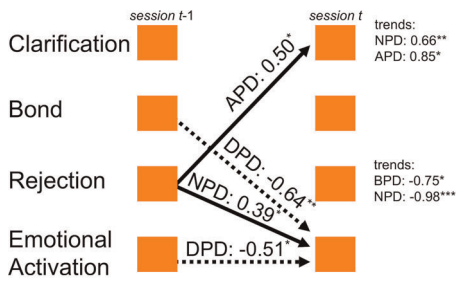 session t-1
session t
Clarification
trends:
NPD: 0.66**
APD: 0.85*
APD: 0.50*
Bond
DPD: -0.64**
Rejection
trends:
BPD: -0.75*
NPD: -0.98***
NPD: 0.39*
Emotional
Activation
DPD: -0.51*